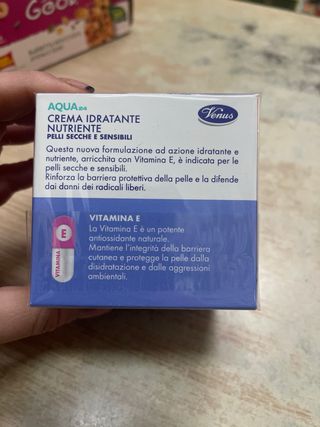 Good
AQUA24
Venus
CREMA IDRATANTE
NUTRIENTE
PELLI SECCHE E SENSIBILI
Questa nuova formulazione ad azione idratante e
nutriente, arricchita con Vitamina E, è indicata per le
pelli secche e sensibili.
Rinforza la barriera protettiva della pelle e la difende
dai danni dei radicali liberi.
VITAMINA E
La Vitamina E è un potente
antiossidante naturale.
Mantiene l'integrità della barriera
cutanea e protegge la pelle dalla
disidratazione e dalle aggressioni
ambientali.
E
VITAMINA